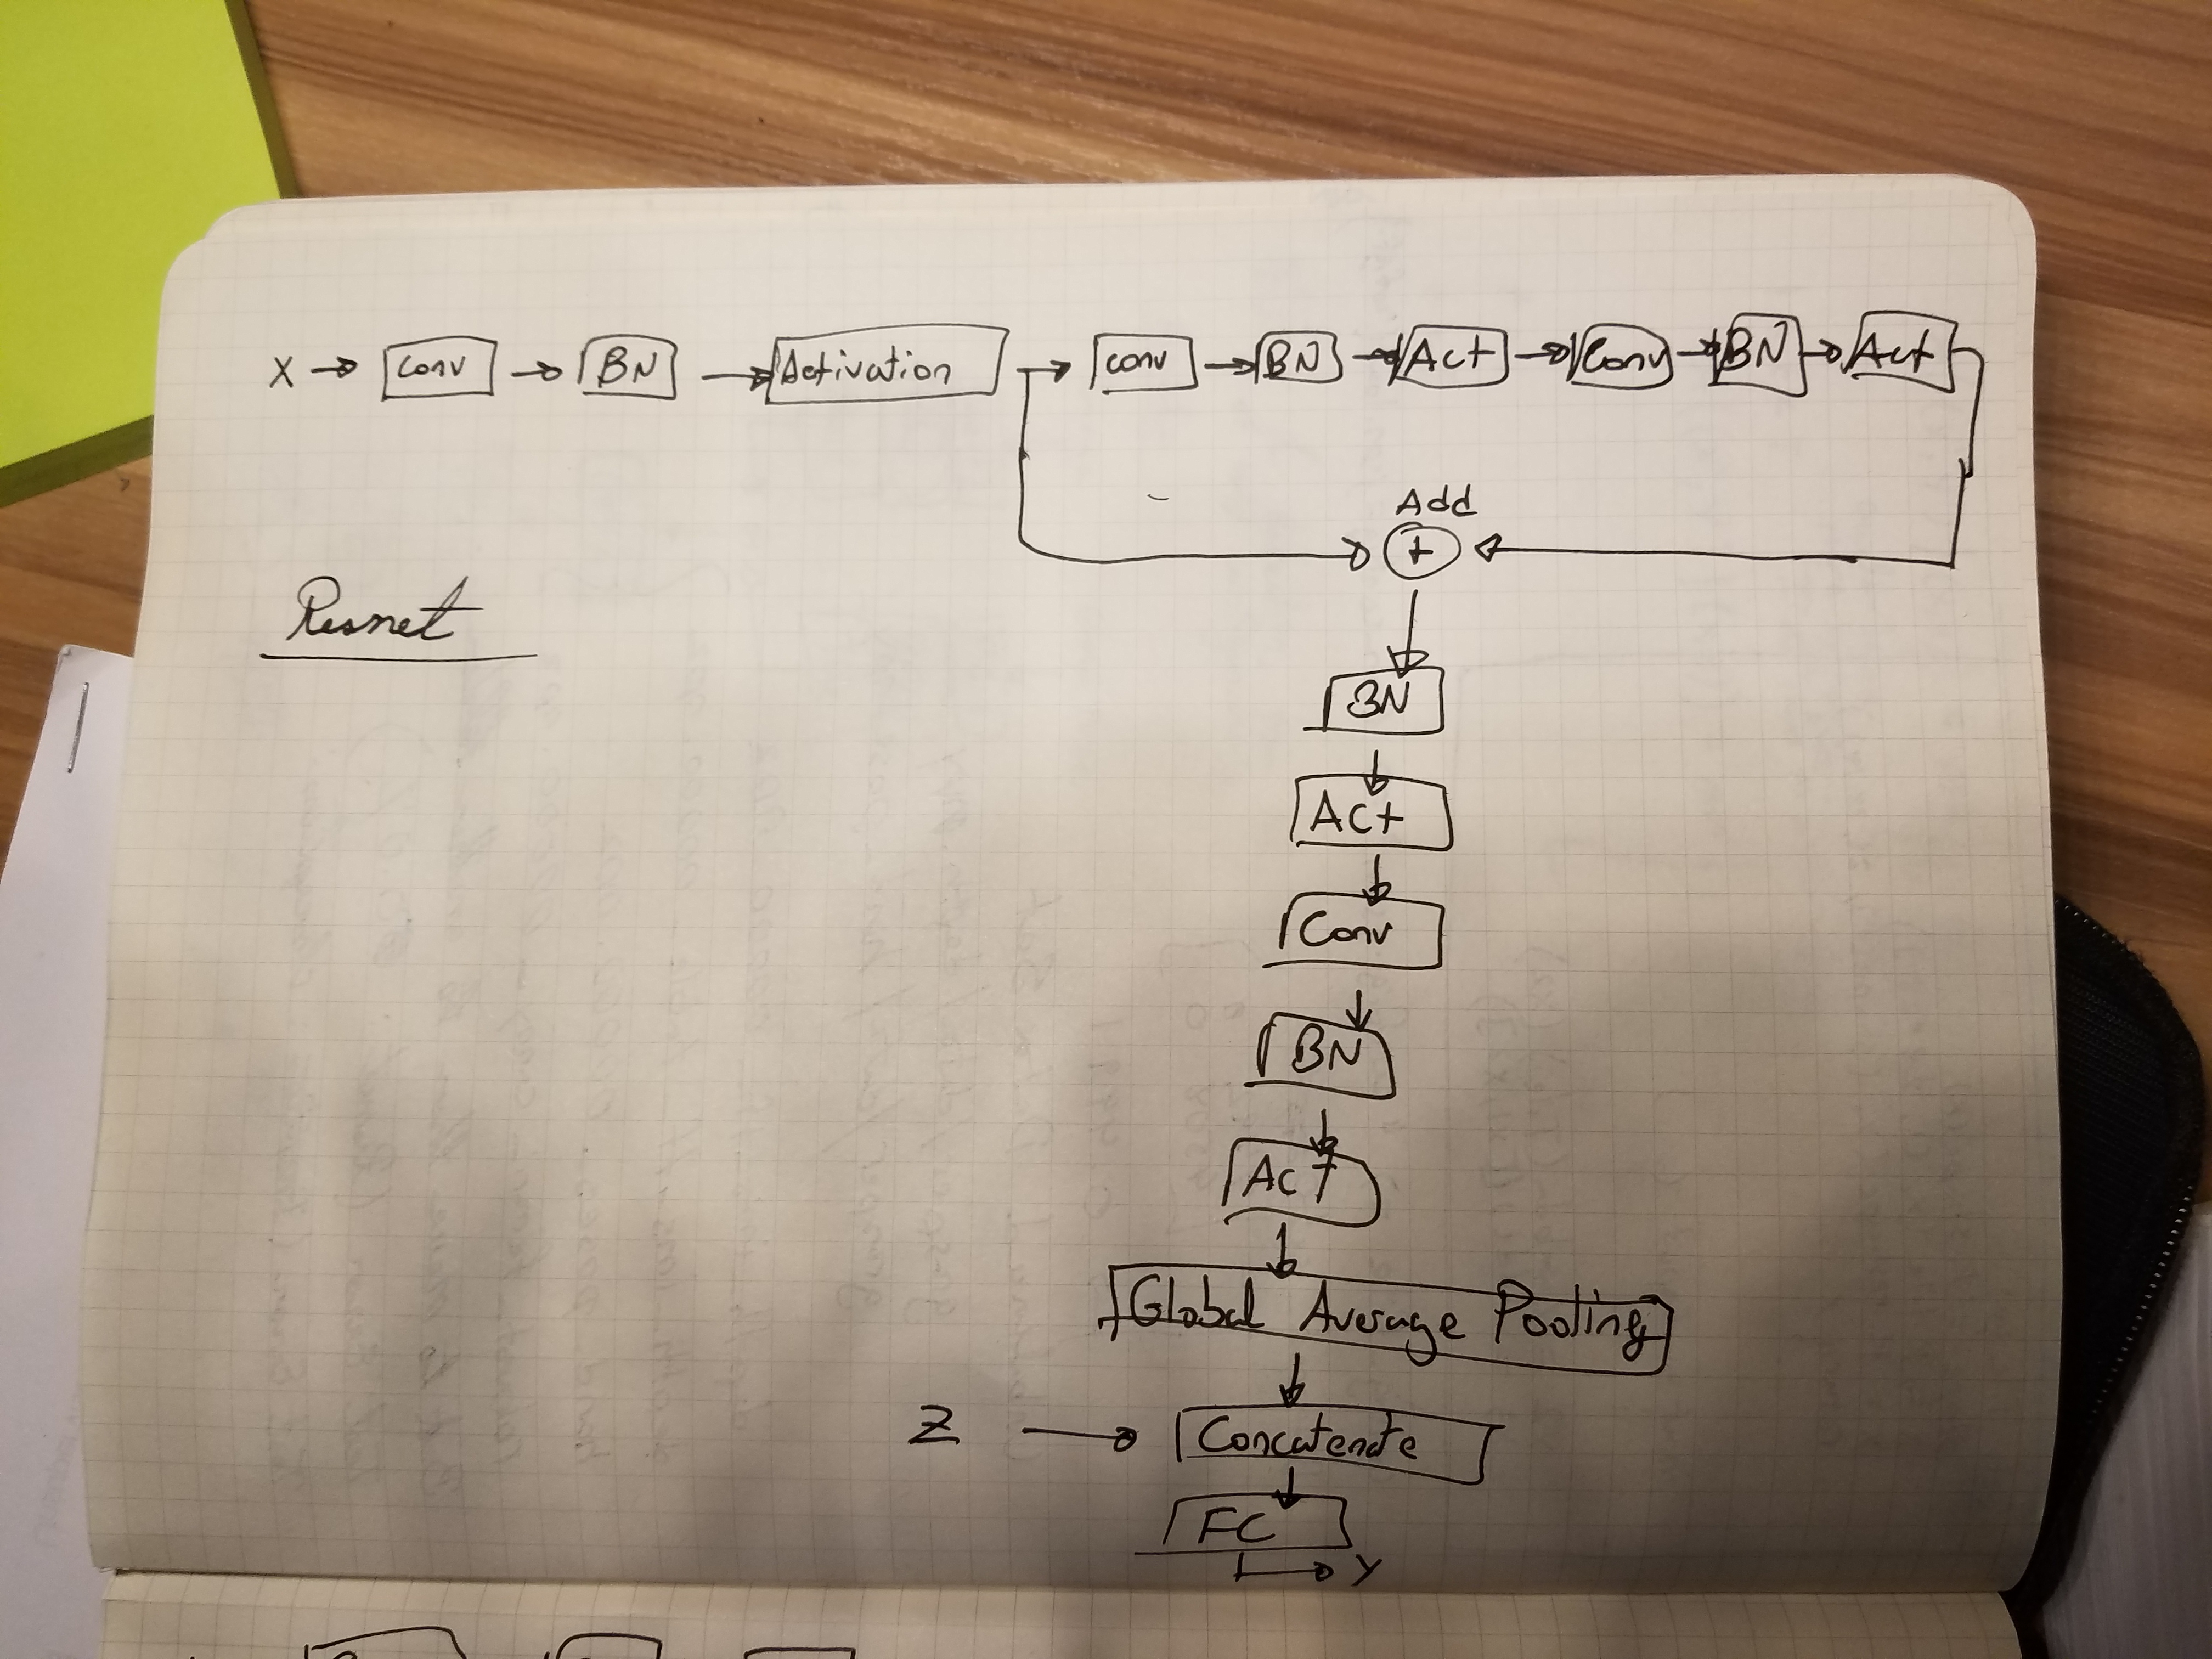 X → Conv → BN → Activation → conv → BN → Act → Conv → BN → Act
Add
+
Resnet
BN
Act
Conv
BN
Act
Global Average Pooling
Z → Concatenate
FC
→ Y